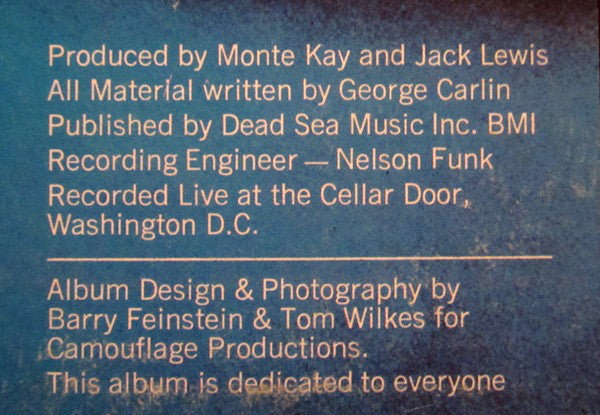 Produced by Monte Kay and Jack Lewis
All Material written by George Carlin
Published by Dead Sea Music Inc. BMI
Recording Engineer — Nelson Funk
Recorded Live at the Cellar Door,
Washington D.C.
Album Design & Photography by
Barry Feinstein & Tom Wilkes for
Camouflage Productions.
This album is dedicated to everyone